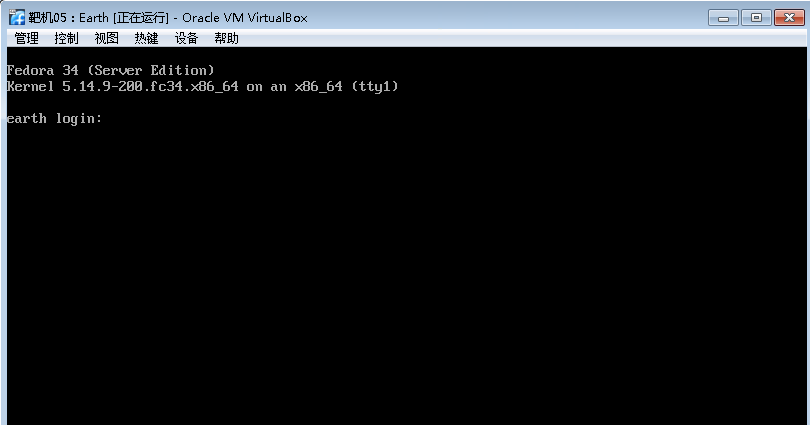 靶机05：Earth [正在运行] - Oracle VM VirtualBox
管理 控制 视图 热键 设备 帮助
Fedora 34 (Server Edition)
Kernel 5.14.9-200.fc34.x86_64 on an x86_64 (tty1)
earth login: